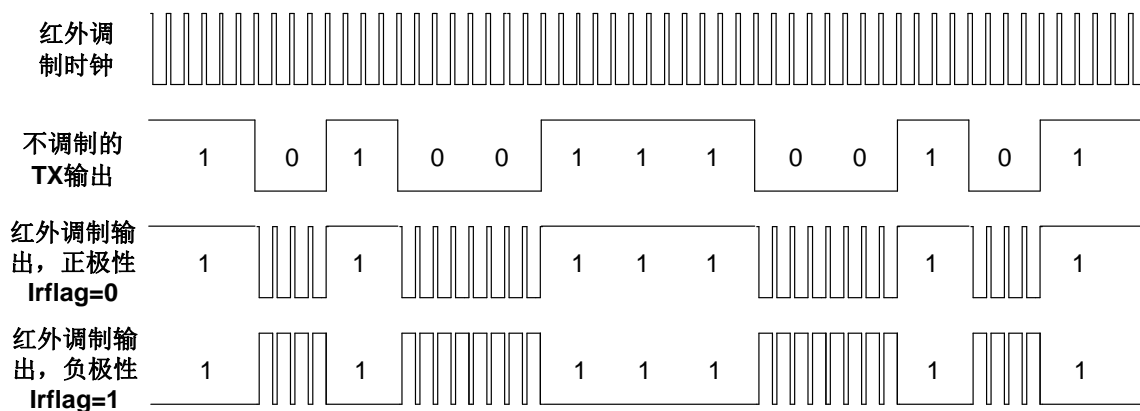 红外调
制时钟
不调制的
TX输出
1 0 1 0 0 1 1 1 0 0 1 0 1
红外调制输
出，正极性
Irflag=0
1 1 1 1 1 1 1
红外调制输
出，负极性
Irflag=1
1 1 1 1 1 1 1